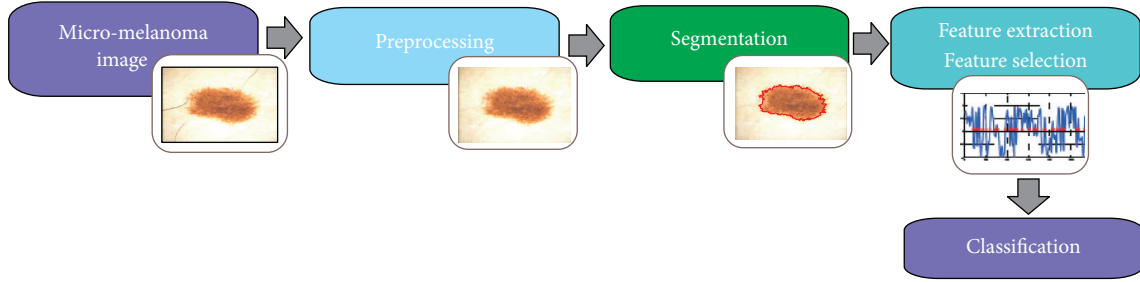 Micro-melanoma
image
Preprocessing
Segmentation
Feature extraction
Feature selection
Classification